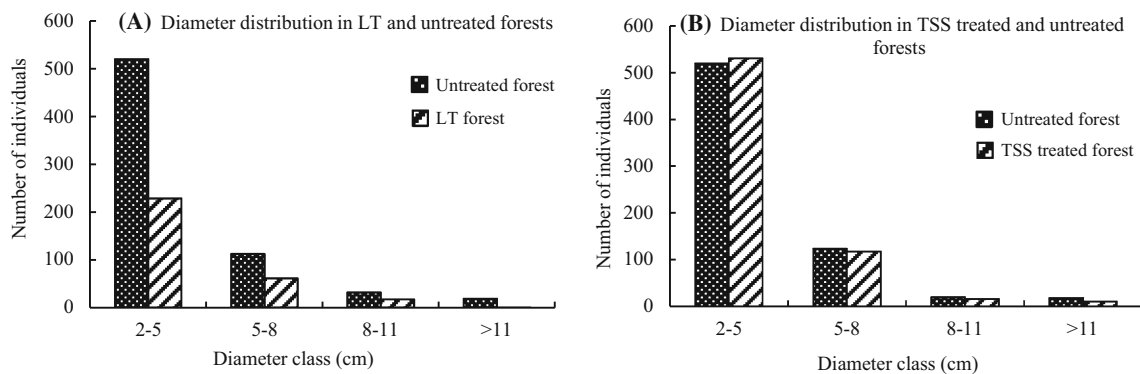 (A) Diameter distribution in LT and untreated forests
600
500
400
300
200
100
0
Number of individuals
Untreated forest
LT forest
2-5 5-8 8-11 >11
Diameter class (cm)
(B) Diameter distribution in TSS treated and untreated
forests
600
500
400
300
200
100
0
Number of individuals
Untreated forest
TSS treated forest
2-5 5-8 8-11 >11
Diameter class (cm)